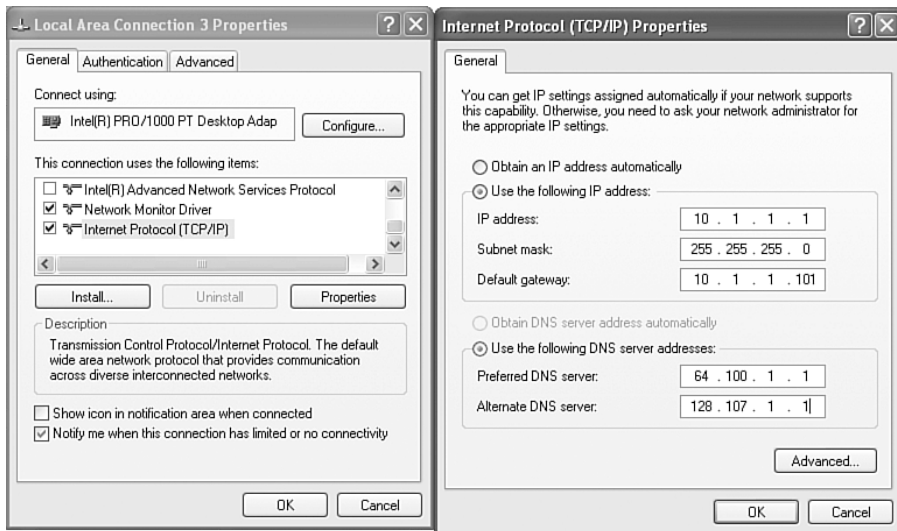 Local Area Connection 3 Properties
General
Authentication
Advanced
Connect using:
Intel(R) PRO/1000 PT Desktop Adap
Configure...
This connection uses the following items:
Intel(R) Advanced Network Services Protocol
Network Monitor Driver
Internet Protocol (TCP/IP)
Install...
Uninstall
Properties
Description
Transmission Control Protocol/Internet Protocol. The default
wide area network protocol that provides communication
across diverse interconnected networks.
Show icon in notification area when connected
Notify me when this connection has limited or no connectivity
OK
Cancel
Internet Protocol (TCP/IP) Properties
General
You can get IP settings assigned automatically if your network supports
this capability. Otherwise, you need to ask your network administrator for
the appropriate IP settings.
Obtain an IP address automatically
Use the following IP address:
IP address: 10 . 1 . 1 . 1
Subnet mask: 255 . 255 . 255 . 0
Default gateway: 10 . 1 . 1 . 101
Obtain DNS server address automatically
Use the following DNS server addresses:
Preferred DNS server: 64 . 100 . 1 . 1
Alternate DNS server: 128 . 107 . 1 . 1
Advanced...
OK
Cancel